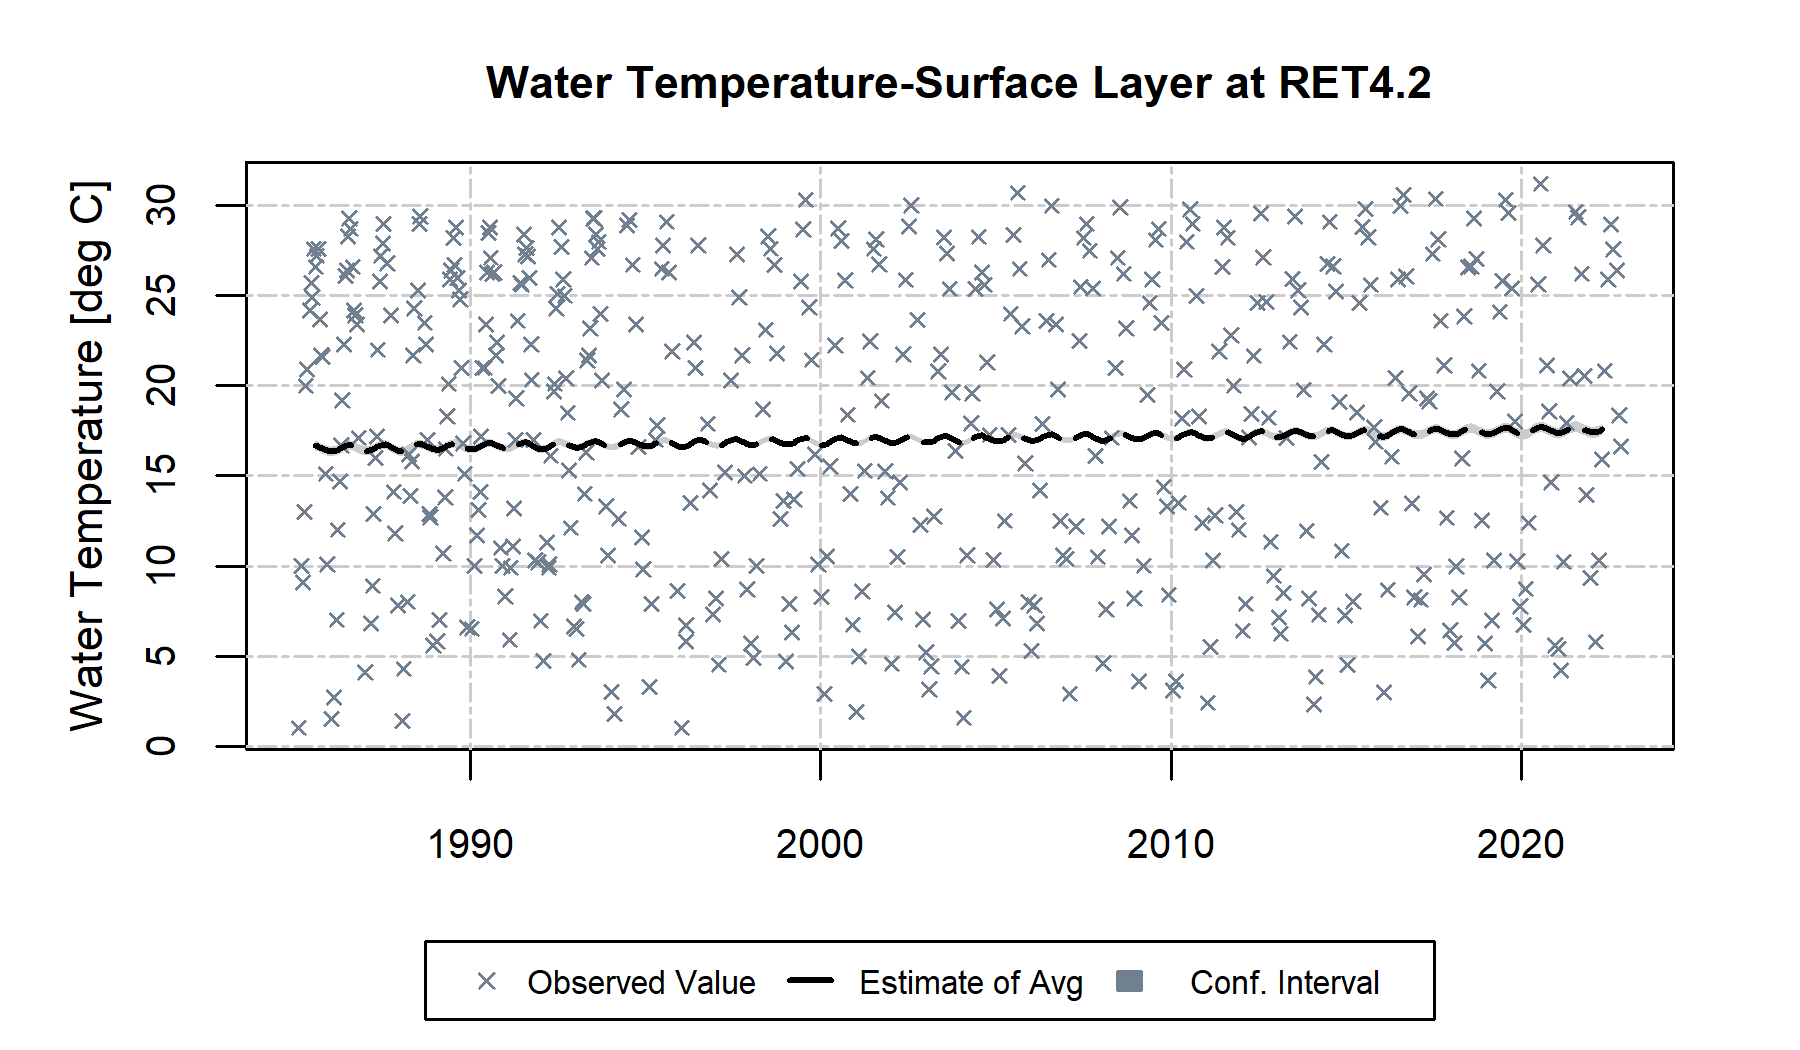 Water Temperature-Surface Layer at RET4.2
Water Temperature [deg C]
30
25
20
15
10
5
0
1990 2000 2010 2020
Observed Value Estimate of Avg Conf. Interval